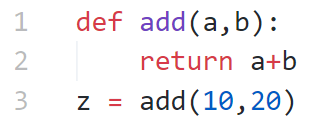 1 def add(a,b):
2     return a+b
3 z = add(10,20)